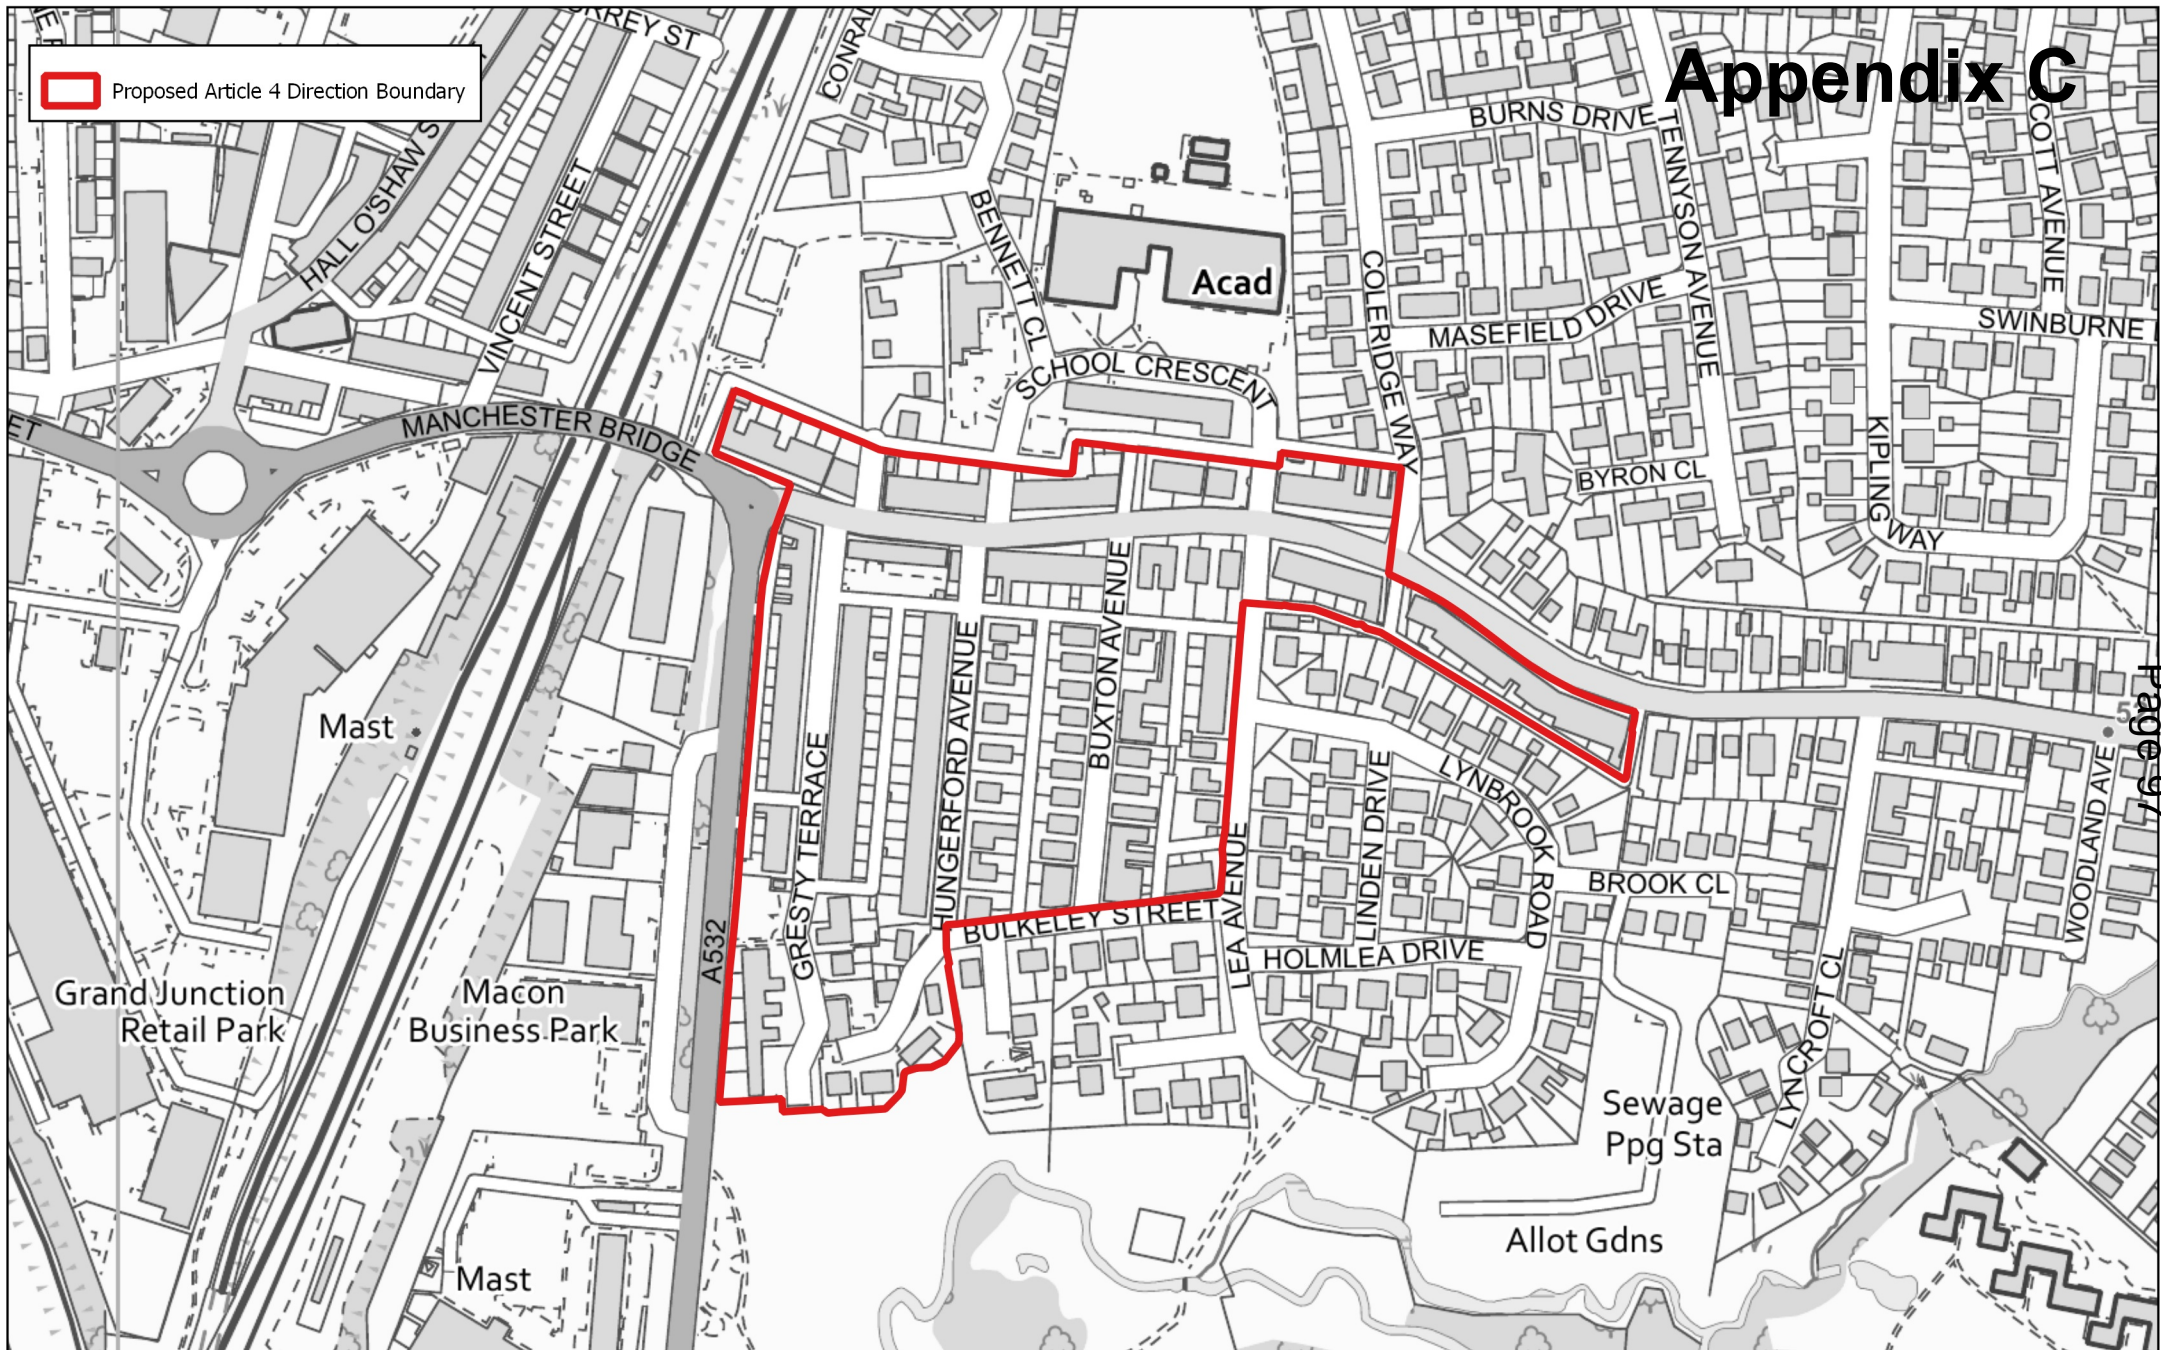 Appendix C
Proposed Article 4 Direction Boundary
CONRAL
BURNS DRIVE
TENNYSON AVENUE
SCOTT AVENUE
HALL O'SHAW S
VINCENT STREET
BENNETT CL
Acad
COLERIDGE WAY
MASEFIELD DRIVE
SWINBURNE
SCHOOL CRESCENT
MANCHESTER BRIDGE
ET
BYRON CL
KIPLING WAY
BUXTON AVENUE
HUNGERFORD AVENUE
GRESTY TERRACE
Mast
LYNBROOK ROAD
LINDEN DRIVE
LEA AVENUE
BROOK CL
WOODLAND AVE
Page 97
BULKELEY STREET
HOLMLEA DRIVE
A532
LYNCROFT CL
Grand Junction
Retail Park
Macon
Business Park
Sewage
Ppg Sta
Allot Gdns
Mast